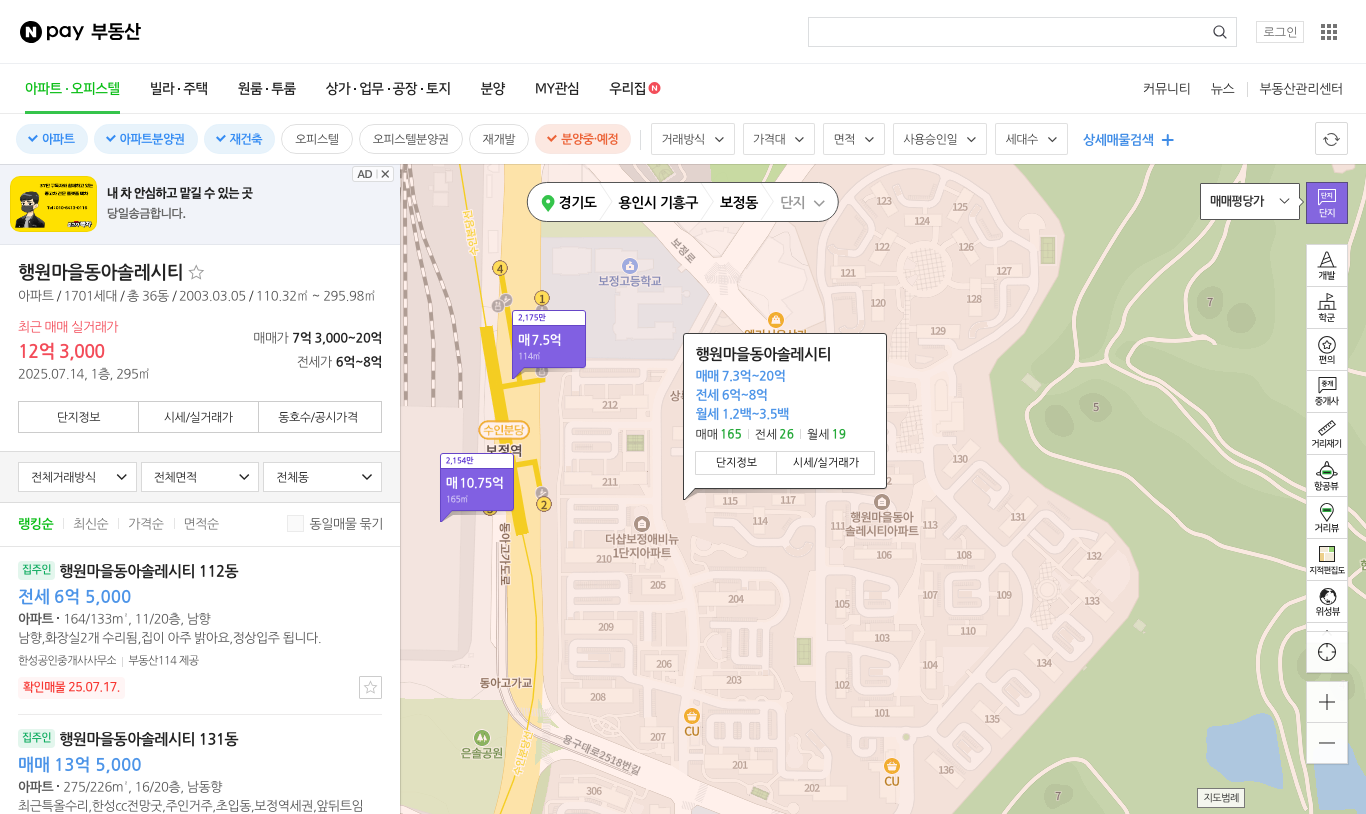 N pay 부동산
로그인
아파트·오피스텔
빌라·주택
원룸·투룸
상가·업무·공장·토지
분양
MY관심
우리집 N
커뮤니티
뉴스
부동산관리센터
아파트
아파트분양권
재건축
오피스텔
오피스텔분양권
재개발
분양중·예정
거래방식
가격대
면적
사용승인일
세대수
상세매물검색
AD
내 차 안심하고 맡길 수 있는 곳
당일송금합니다.
행원마을동아솔레시티
아파트 / 1701세대 / 총 36동 / 2003.03.05 / 110.32㎡ ~ 295.98㎡
최근 매매 실거래가
12억 3,000
2025.07.14, 1층, 295㎡
매매가 7억 3,000~20억
전세가 6억~8억
단지정보
시세/실거래가
동호수/공시가격
전체거래방식
전체면적
전체동
랭킹순
최신순
가격순
면적순
동일매물 묶기
집주인 행원마을동아솔레시티 112동
전세 6억 5,000
아파트 · 164/133m², 11/20층, 남향
남향,화장실2개 수리됨,집이 아주 밝아요,정상입주 됩니다.
한성공인중개사사무소
부동산114 제공
확인매물 25.07.17.
집주인 행원마을동아솔레시티 131동
매매 13억 5,000
아파트 · 275/226m², 16/20층, 남동향
최근특올수리,한성cc전망굿,주인거주,초입동,보정역세권,앞뒤트임
경기도
용인시 기흥구
보정동
단지
매매평당가
단지
단지
개발
학군
편의
중개
중개사
거리재기
항공뷰
거리뷰
지적편집도
위성뷰
지도범례
행원마을동아솔레시티
매매 7.3억~20억
전세 6억~8억
월세 1.2백~3.5백
매매 165
전세 26
월세 19
단지정보
시세/실거래가
2,175만
매 7.5억
114㎡
2,154만
매 10.75억
165㎡
수인분당
보정역
4
1
2
보정고등학교
보정로
더샵보정애비뉴
1단지아파트
행원마을동아
솔레시티아파트
동아고가도로
동아고가교
은솔공원
수인분당선
용구대로2518번길
CU
CU
123
125
122
126
121
127
120
128
129
212
211
210
209
208
207
206
205
204
203
202
201
306
117
115
114
111
106
108
130
132
105
107
109
133
103
110
104
134
102
101
135
136
7
5
7